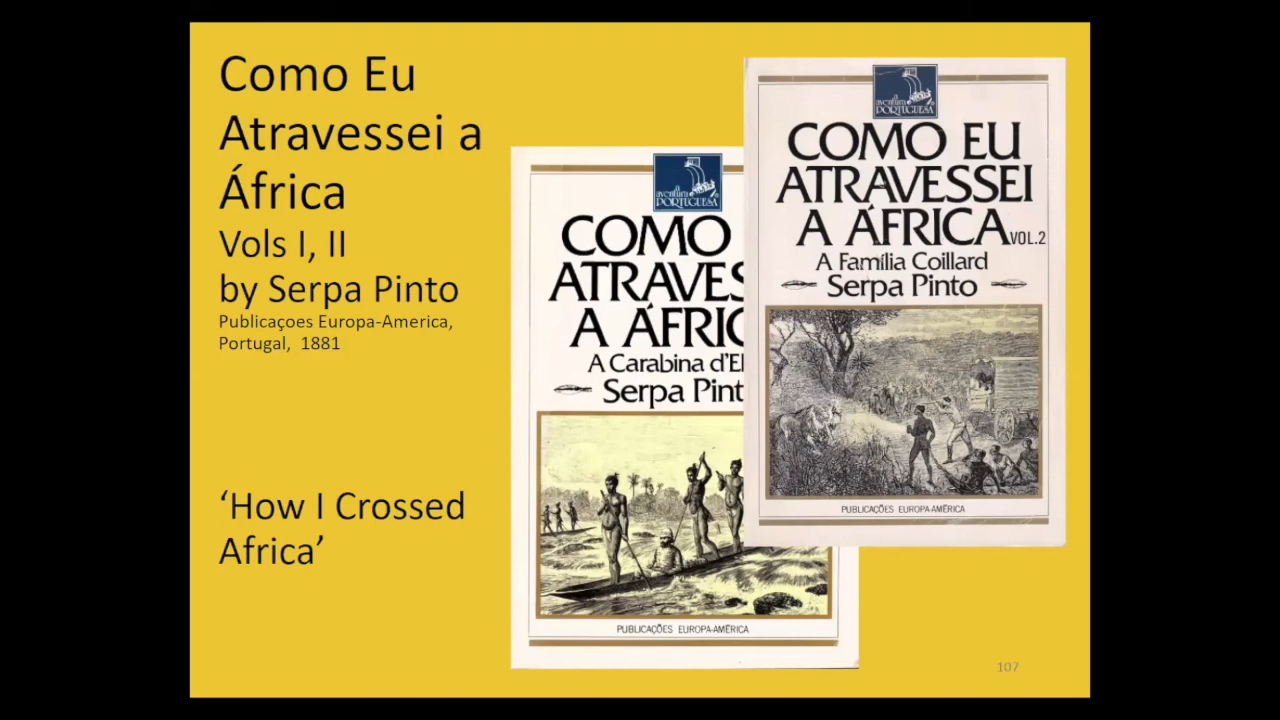 Como Eu
Atravessei a
África
Vols I, II
by Serpa Pinto
Publicaçoes Europa-America,
Portugal, 1881
‘How I Crossed
Africa’
a
aventura
PORTUGUESA
COMO
ATRAVES
A ÁFRIC
A Carabina d'El
Serpa Pint
PUBLICAÇÕES EUROPA-AMÉRICA
a
aventura
PORTUGUESA
COMO EU
ATRAVESSEI
A ÁFRICA VOL.2
A Família Coillard
Serpa Pinto
PUBLICAÇÕES EUROPA-AMÉRICA
107